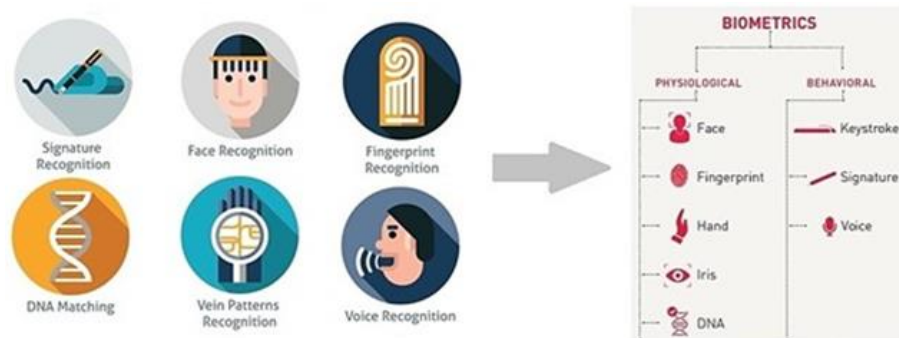 Signature
Recognition
Face Recognition
Fingerprint
Recognition
DNA Matching
Vein Patterns
Recognition
Voice Recognition
BIOMETRICS
PHYSIOLOGICAL
BEHAVIORAL
Face
Keystroke
Fingerprint
Signature
Hand
Voice
Iris
DNA